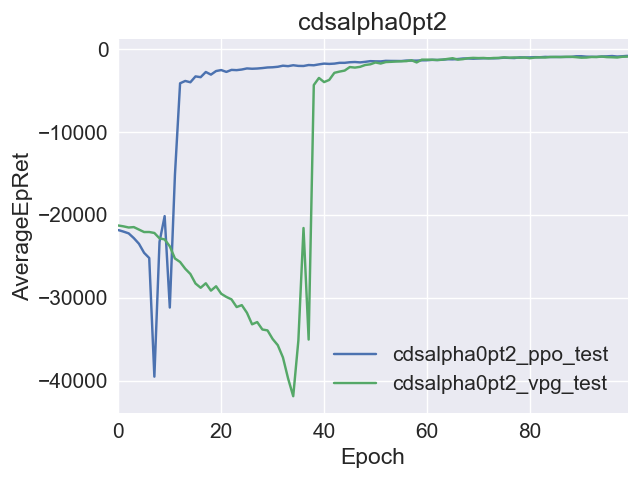 cdsalpha0pt2
AverageEpRet
0
−10000
−20000
−30000
−40000
cdsalpha0pt2_ppo_test
cdsalpha0pt2_vpg_test
0 20 40 60 80
Epoch